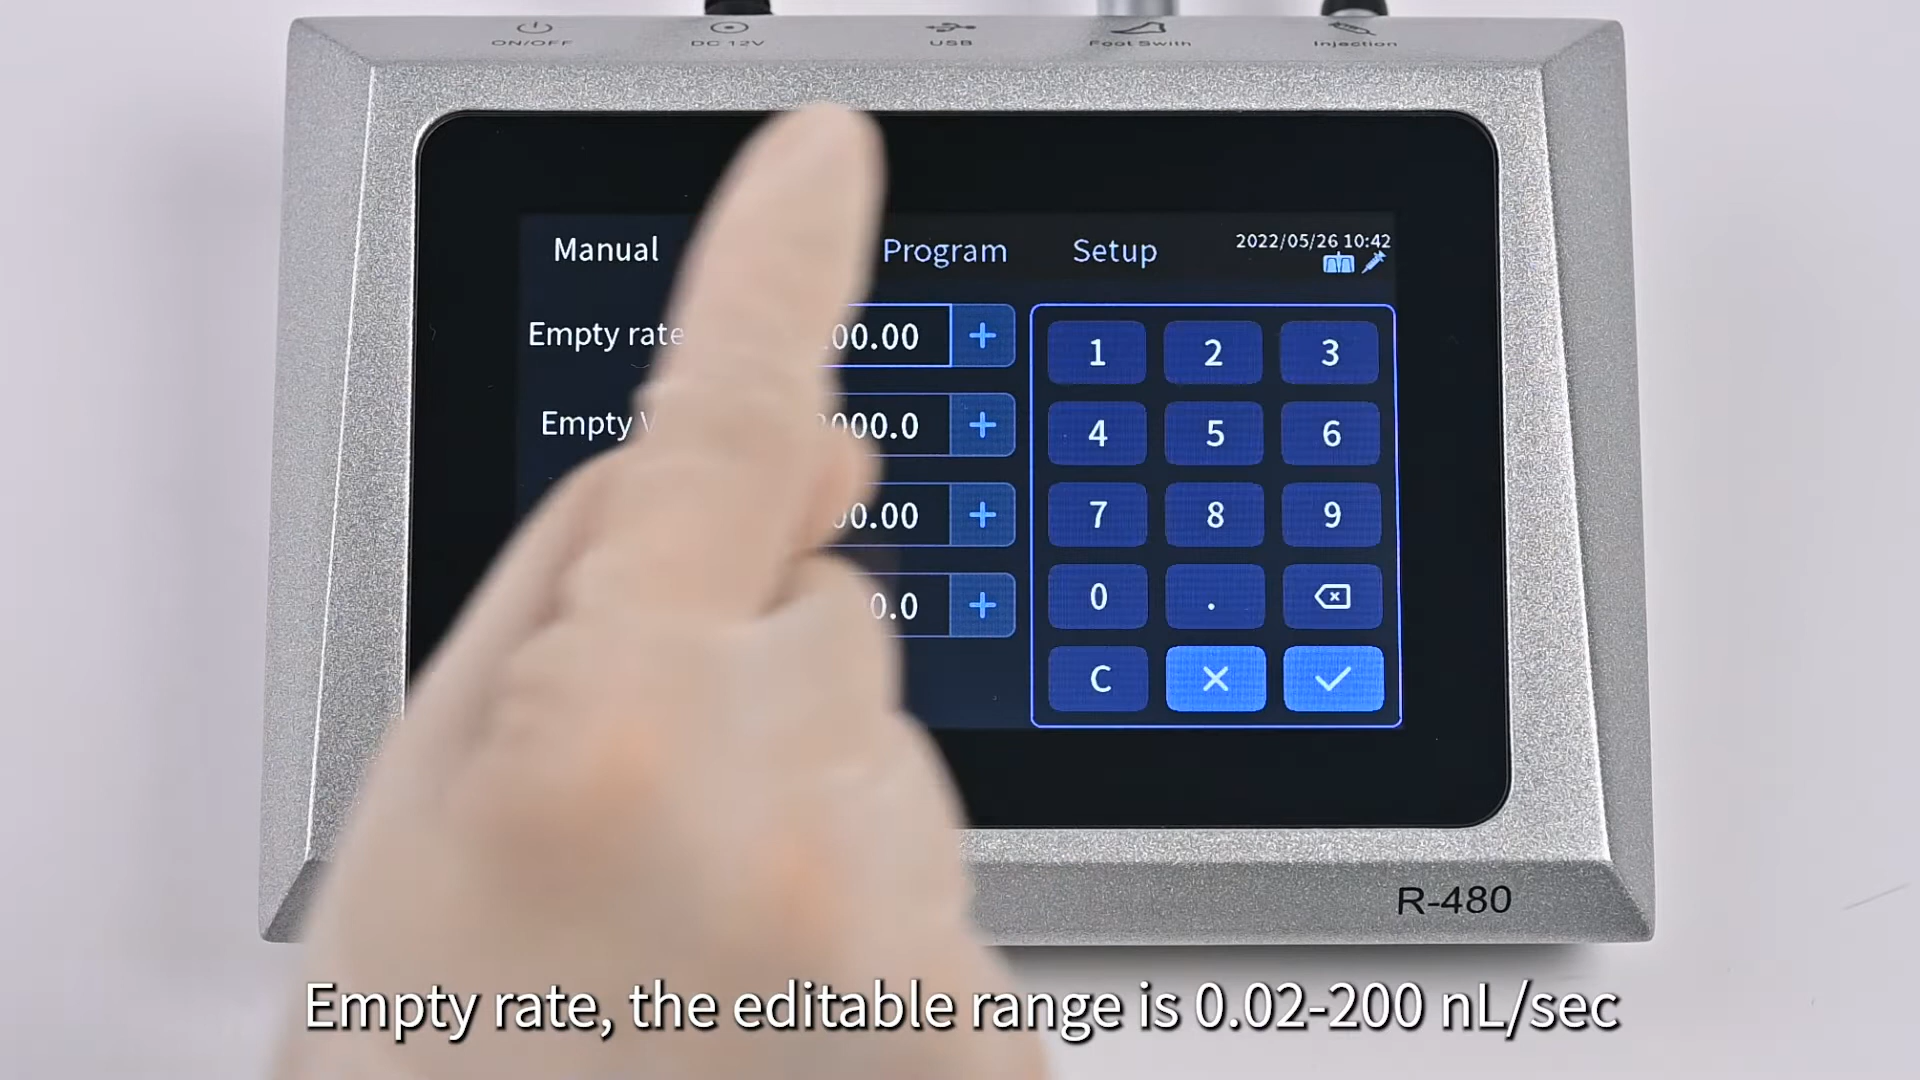 ON/OFF
DC 12V
USB
Foot Swith
Injection
Manual
Program
Setup
2022/05/26 10:42
Empty rate
00.00
+
Empty
000.0
+
00.00
+
0.0
+
1 2 3
4 5 6
7 8 9
0 .
C
R-480
Empty rate, the editable range is 0.02-200 nL/sec